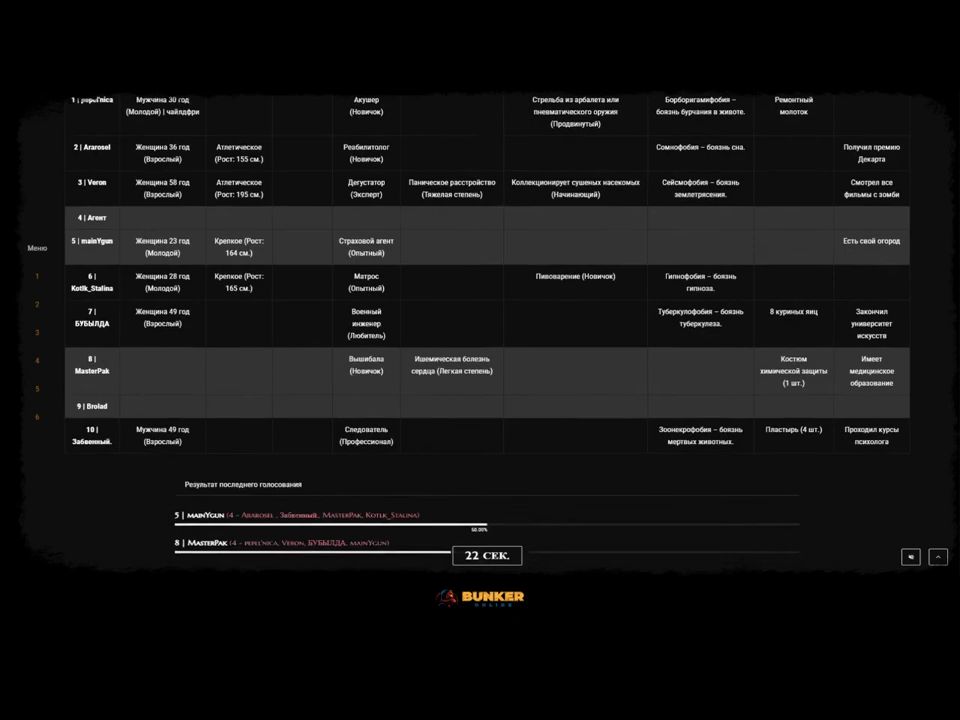 1 | pepel'nica Мужчина 30 год (Молодой) | чайлдфри Акушер (Новичок) Стрельба из арбалета или пневматического оружия (Продвинутый) Борборигамифобия – боязнь бурчания в животе. Ремонтный молоток
2 | Ararosel Женщина 36 год (Взрослый) Атлетическое (Рост: 155 см.) Реабилитолог (Новичок) Сомнофобия – боязнь сна. Получил премию Декарта
3 | Veron Женщина 58 год (Взрослый) Атлетическое (Рост: 195 см.) Дегустатор (Эксперт) Паническое расстройство (Тяжелая степень) Коллекционирует сушеных насекомых (Начинающий) Сейсмофобия – боязнь землетрясения. Смотрел все фильмы с зомби
4 | Агент
Меню
5 | mainYgun Женщина 23 год (Молодой) Крепкое (Рост: 164 см.) Страховой агент (Опытный) Есть свой огород
1
6 | Kotlk_Stalina Женщина 28 год (Молодой) Крепкое (Рост: 165 см.) Матрос (Опытный) Пивоварение (Новичок) Гипнофобия – боязнь гипноза.
2
7 | БУБЫЛДА Женщина 49 год (Взрослый) Военный инженер (Любитель) Туберкулофобия – боязнь туберкулеза. 8 куриных яиц Закончил университет искусств
3
4
8 | MasterPak Вышибала (Новичок) Ишемическая болезнь сердца (Легкая степень) Костюм химической защиты (1 шт.) Имеет медицинское образование
5
9 | Brolad
6
10 | Забвенный. Мужчина 49 год (Взрослый) Следователь (Профессионал) Зоонекрофобия – боязнь мертвых животных. Пластырь (4 шт.) Проходил курсы психолога
Результат последнего голосования
5 | mainYgun (4 – Ararosel , Забвенный., MasterPak, Kotlk_Stalina)
50.00%
8 | MasterPak (4 – pepel'nica, Veron, БУБЫЛДА, mainYgun)
22 СЕК.
BUNKER
ONLINE